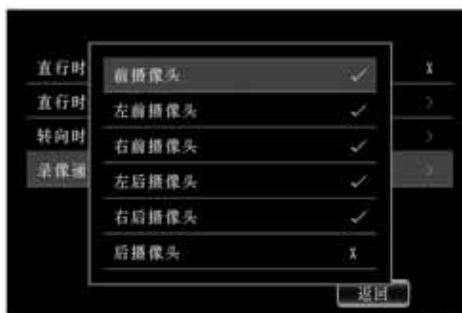 直行时
X
直行时
转向时
录像通
前摄像头 ✓
左前摄像头 ✓
右前摄像头 ✓
左后摄像头 ✓
右后摄像头 ✓
后摄像头 X
返回